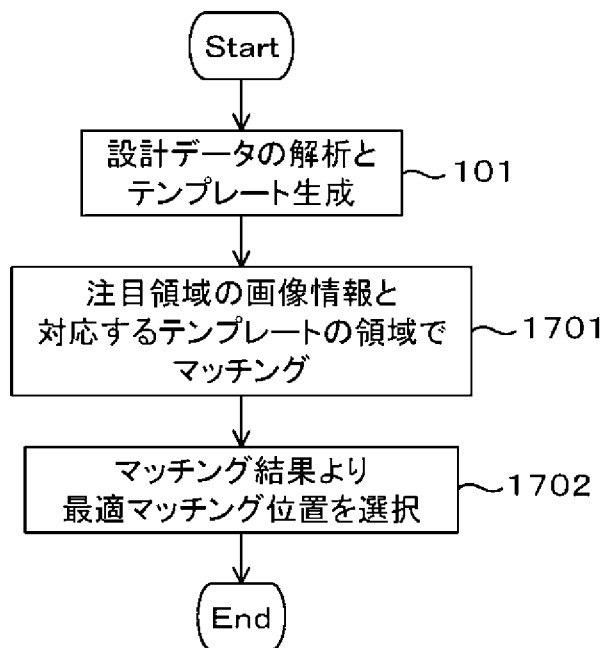 Start
設計データの解析と
テンプレート生成
101
注目領域の画像情報と
対応するテンプレートの領域で
マッチング
1701
マッチング結果より
最適マッチング位置を選択
1702
End